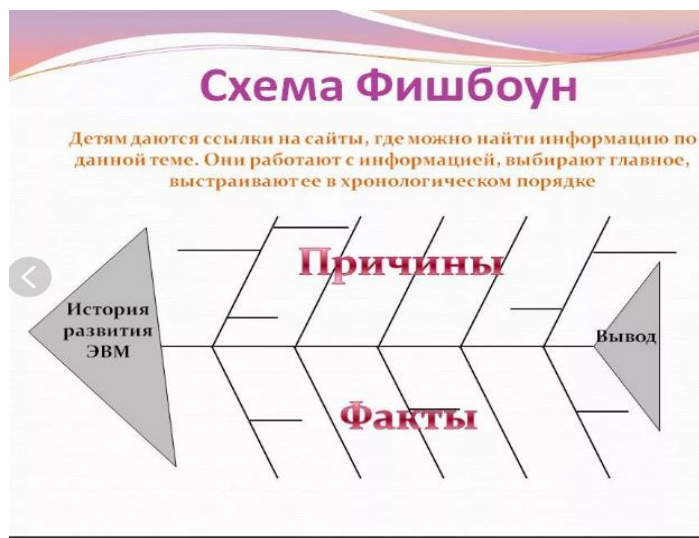 Схема Фишбоун
Детям даются ссылки на сайты, где можно найти информацию по
данной теме. Они работают с информацией, выбирают главное,
выстраивают ее в хронологическом порядке
Причины
История
развития
ЭВМ
Вывод
Факты